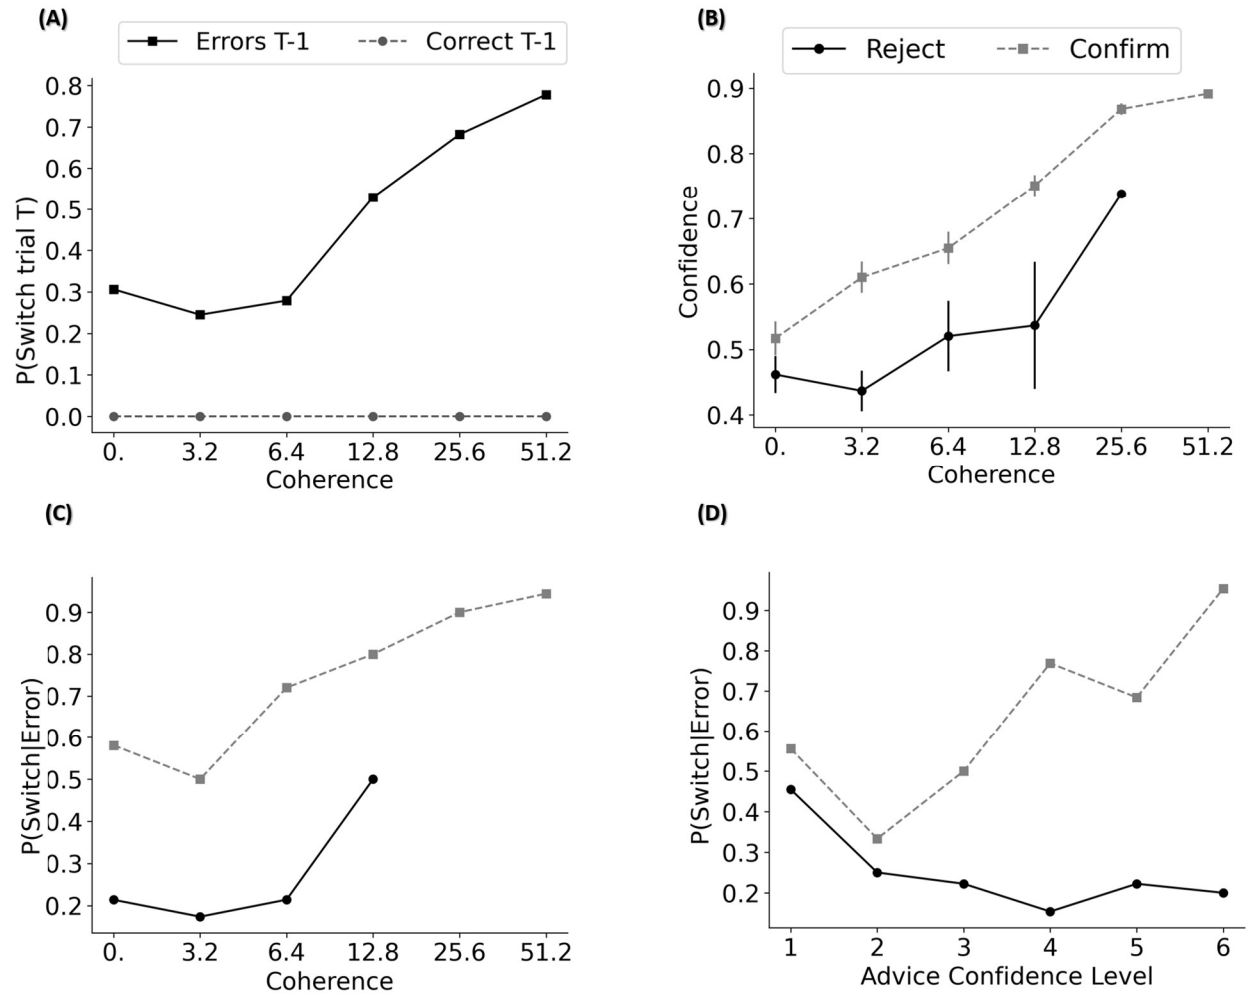 (A)
Errors T-1 Correct T-1
0.8
0.7
0.6
0.5
0.4
0.3
0.2
0.1
0.0
P(Switch trial T)
0. 3.2 6.4 12.8 25.6 51.2
Coherence
(B)
Reject Confirm
0.9
0.8
0.7
0.6
0.5
0.4
Confidence
0. 3.2 6.4 12.8 25.6 51.2
Coherence
(C)
0.9
0.8
0.7
0.6
0.5
0.4
0.3
0.2
P(Switch|Error)
0. 3.2 6.4 12.8 25.6 51.2
Coherence
(D)
0.9
0.8
0.7
0.6
0.5
0.4
0.3
0.2
P(Switch|Error)
1 2 3 4 5 6
Advice Confidence Level